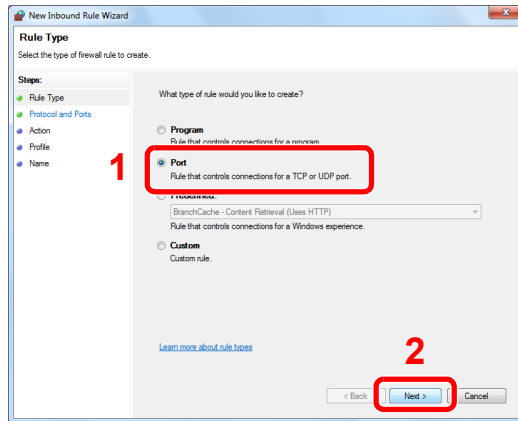 New Inbound Rule Wizard
Rule Type
Select the type of firewall rule to create.
Steps:
Rule Type
Protocol and Ports
Action
Profile
Name
What type of rule would you like to create?
Program
Rule that controls connections for a program.
1
Port
Rule that controls connections for a TCP or UDP port.
Predefined:
BranchCache - Content Retrieval (Uses HTTP)
Rule that controls connections for a Windows experience.
Custom
Custom rule.
Learn more about rule types
2
< Back
Next >
Cancel